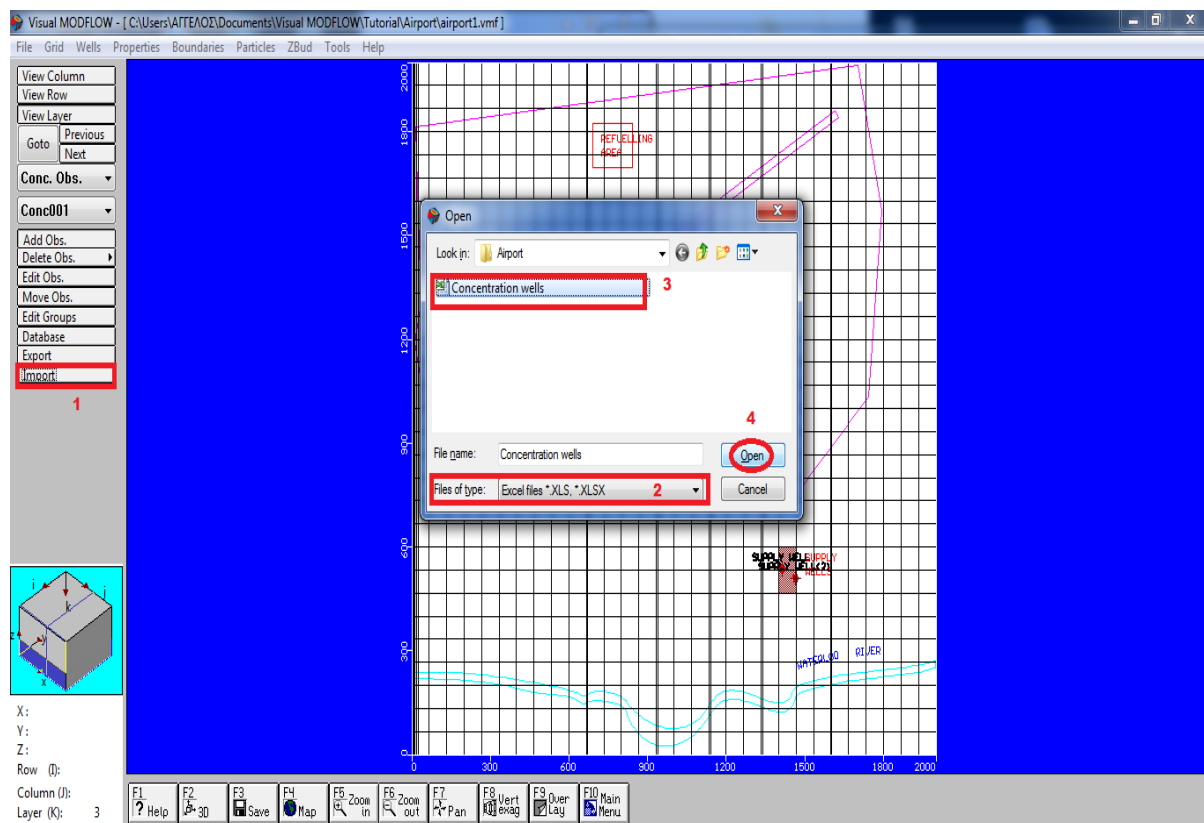 Visual MODFLOW - [ C:\Users\ΑΓΓΕΛΟΣ\Documents\Visual MODFLOW\Tutorial\Airport\airport1.vmf ]
File Grid Wells Properties Boundaries Particles ZBud Tools Help
View Column
View Row
View Layer
Goto
Previous
Next
Conc. Obs.
Conc001
Add Obs.
Delete Obs.
Edit Obs.
Move Obs.
Edit Groups
Database
Export
Import
1
2000
1800
1500
1200
900
600
300
0
REFUELLING
AREA
Open
X
Look in: Airport
Concentration wells
3
4
File name: Concentration wells
Open
Files of type: Excel files *.XLS, *.XLSX
2
Cancel
SUPPLY WELL
SUPPLY
SUPPLY WELL(2)
WELLS
WATERLOO RIVER
0 300 600 900 1200 1500 1800 2000
i
j
k
z
y
x
X :
Y :
Z :
Row (I):
Column (J):
Layer (K): 3
F1 ? Help
F2 3D
F3 Save
F4 Map
F5 Zoom in
F6 Zoom out
F7 Pan
F8 Vert exag
F9 Over Lay
F10 Main Menu